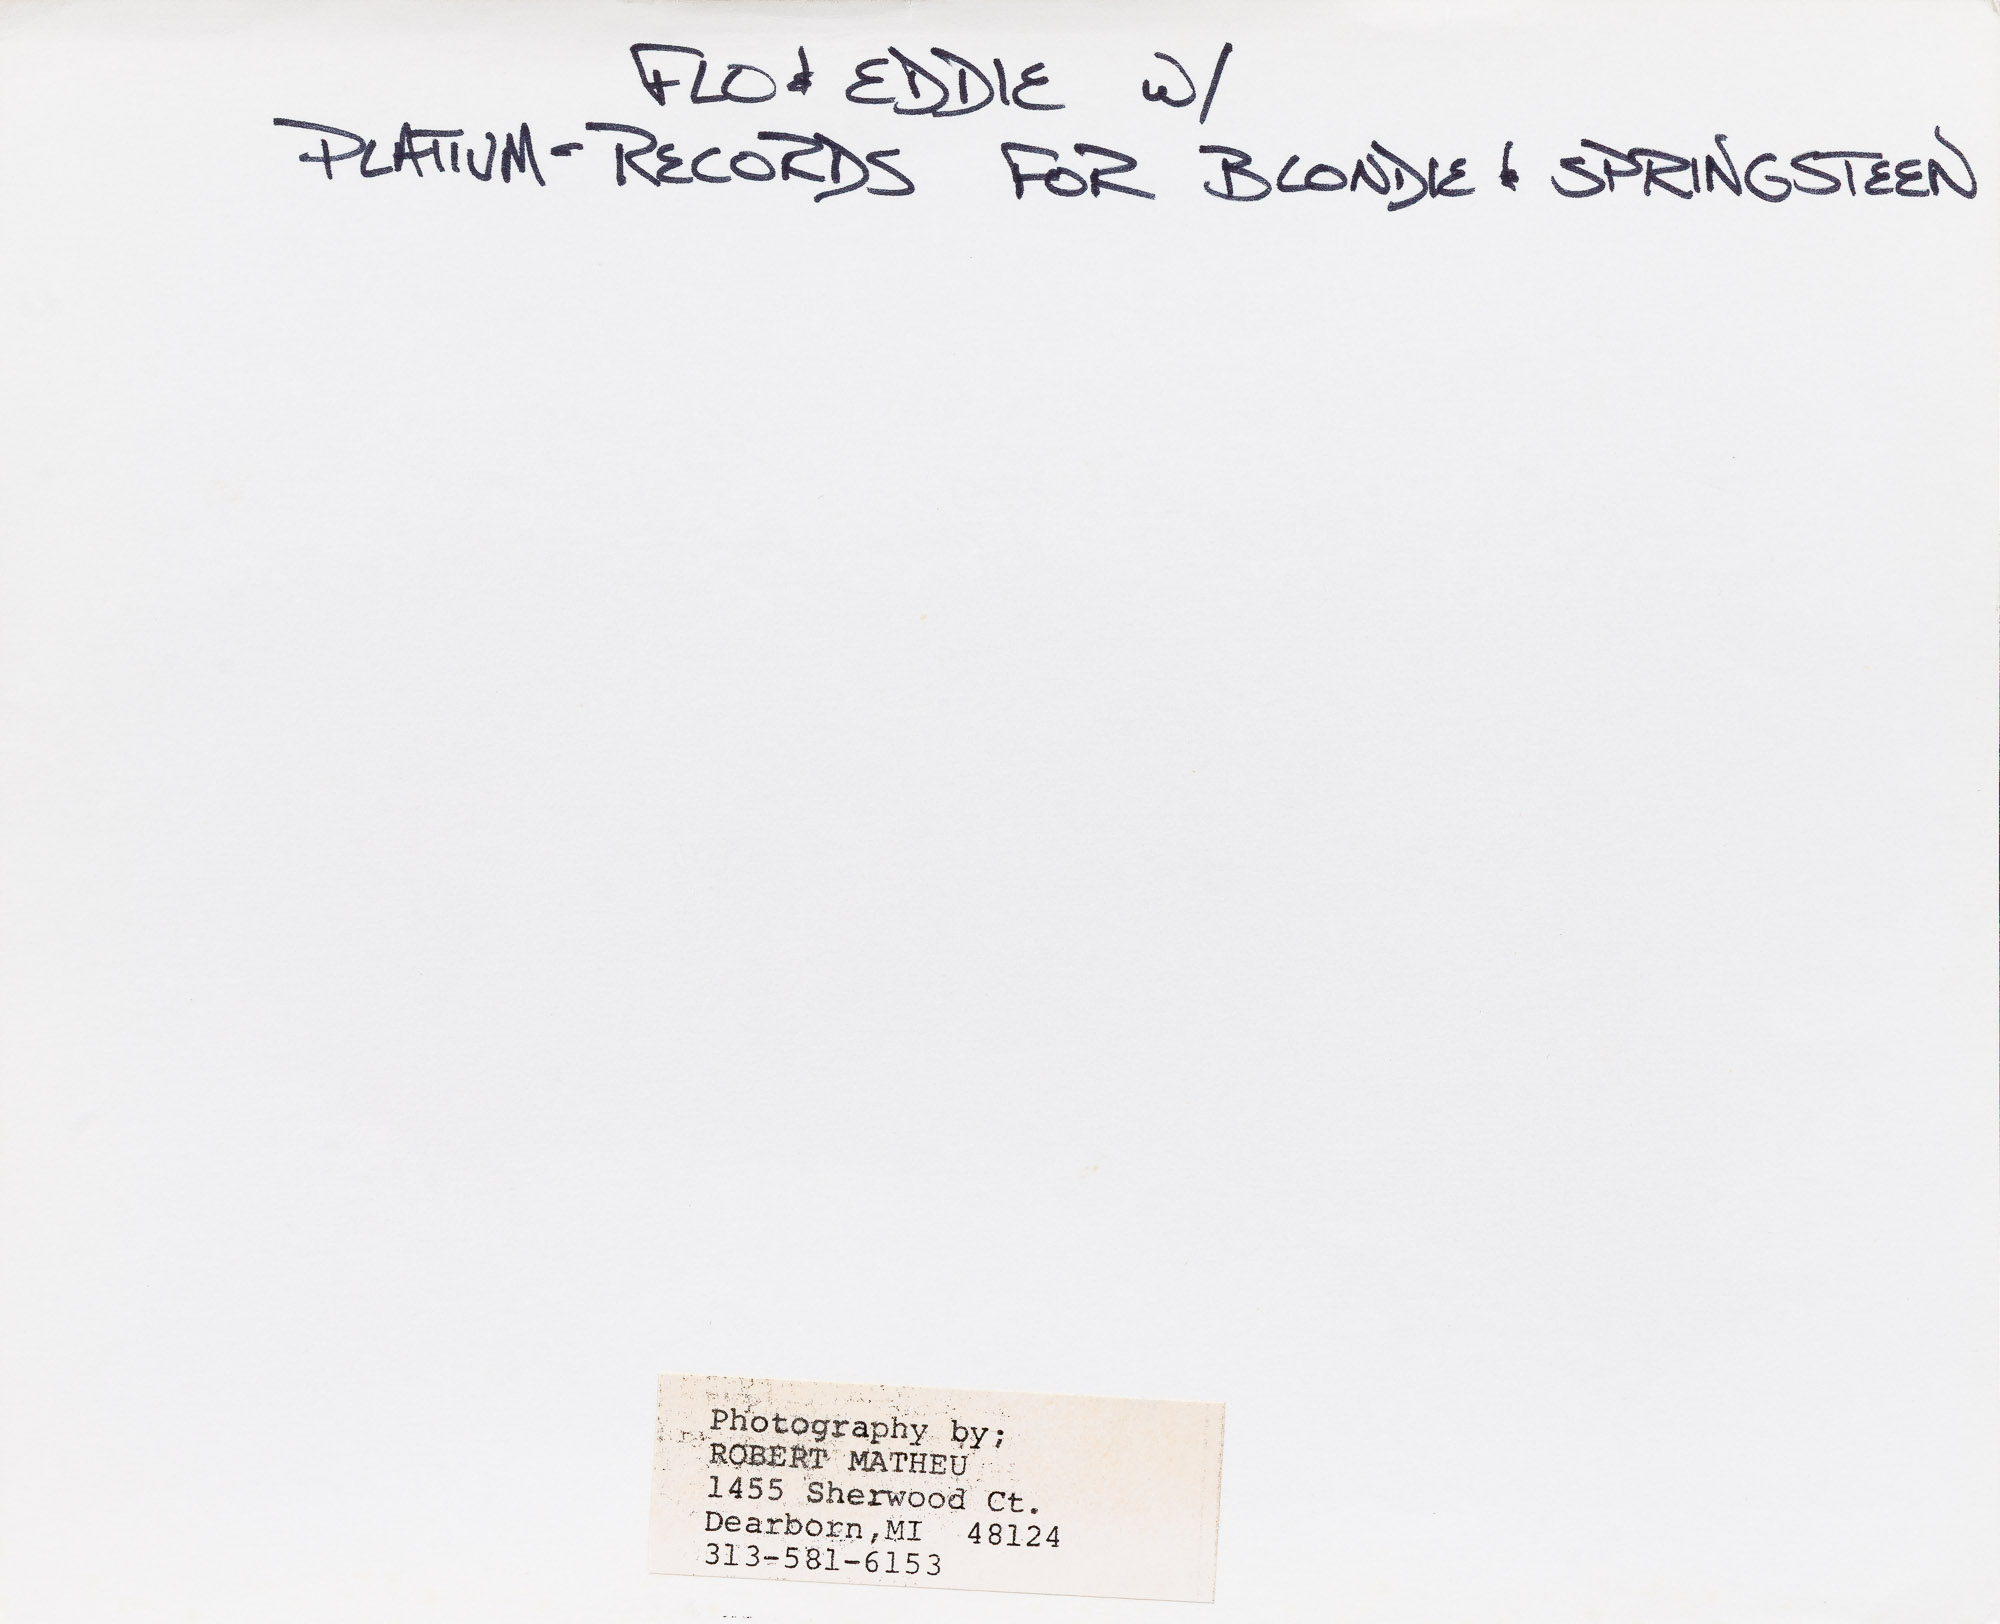 FLO & EDDIE W/
PLATIUM-RECORDS FOR BLONDIE & SPRINGSTEEN
Photography by;
ROBERT MATHEU
1455 Sherwood Ct.
Dearborn,MI 48124
313-581-6153